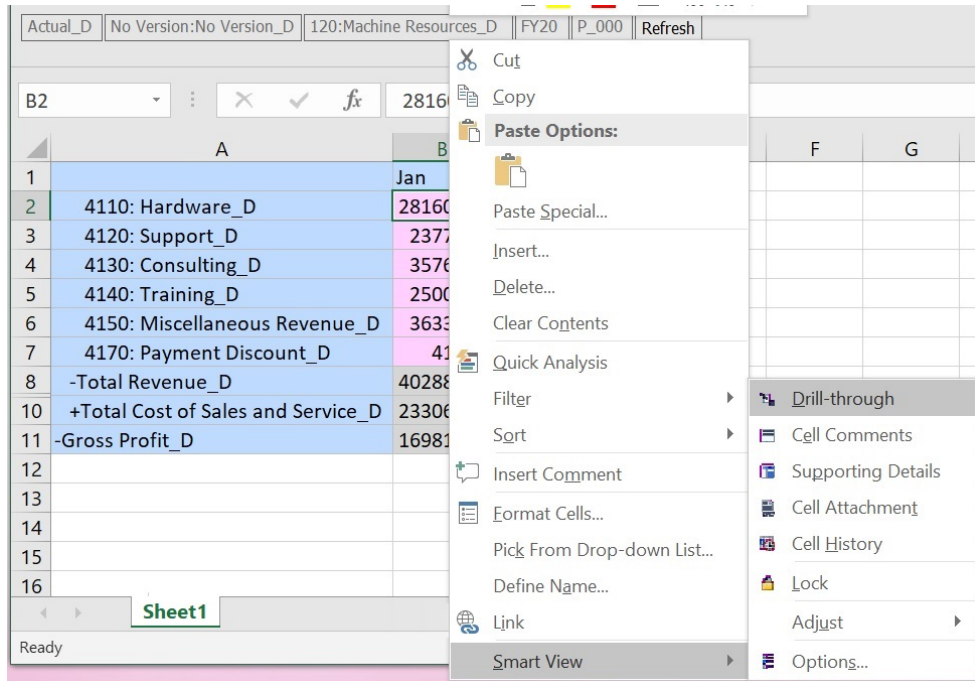 Actual_D No Version:No Version_D 120:Machine Resources_D FY20 P_000 Refresh
B2 fx 2816
A B F G
1 Jan
2 4110: Hardware_D 28160
3 4120: Support_D 2377
4 4130: Consulting_D 3576
5 4140: Training_D 2500
6 4150: Miscellaneous Revenue_D 3633
7 4170: Payment Discount_D 41
8 -Total Revenue_D 40288
10 +Total Cost of Sales and Service_D 23306
11 -Gross Profit_D 16981
12
13
14
15
16
Sheet1
Ready
Cut
Copy
Paste Options:
Paste Special...
Insert...
Delete...
Clear Contents
Quick Analysis
Filter
Sort
Insert Comment
Format Cells...
Pick From Drop-down List...
Define Name...
Link
Smart View
Drill-through
Cell Comments
Supporting Details
Cell Attachment
Cell History
Lock
Adjust
Options...